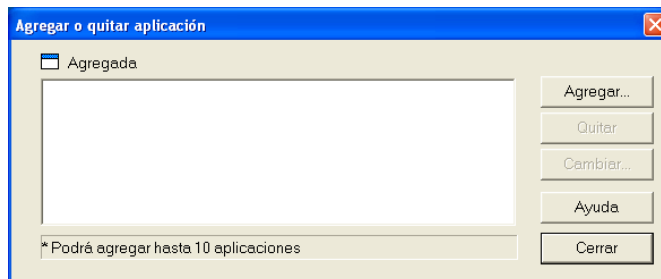 Agregar o quitar aplicación
Agregada
Agregar...
Quitar
Cambiar...
Ayuda
* Podrá agregar hasta 10 aplicaciones
Cerrar